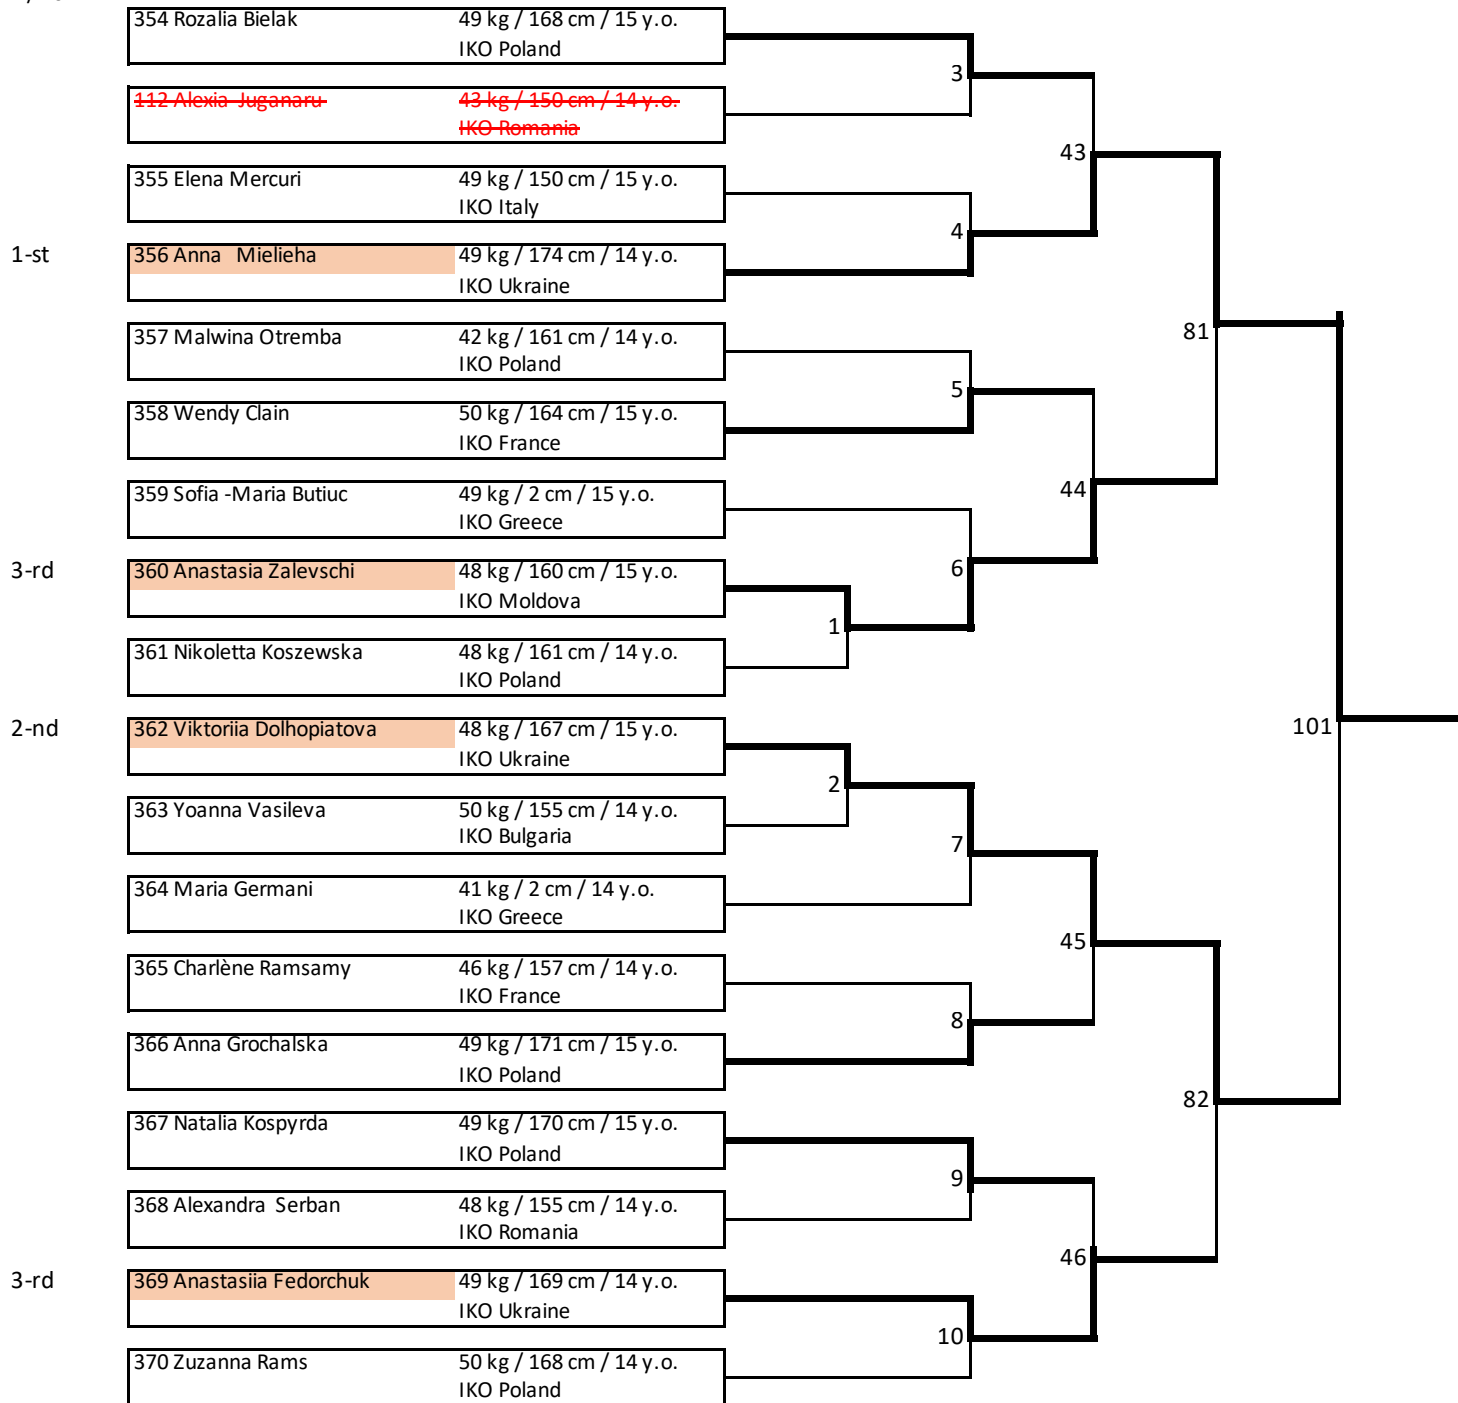 354 Rozalia Bielak 49 kg / 168 cm / 15 y.o.
IKO Poland
3
112 Alexia Juganaru 43 kg / 150 cm / 14 y.o.
IKO Romania
43
355 Elena Mercuri 49 kg / 150 cm / 15 y.o.
IKO Italy
4
1-st 356 Anna Mielieha 49 kg / 174 cm / 14 y.o.
IKO Ukraine
81
357 Malwina Otremba 42 kg / 161 cm / 14 y.o.
IKO Poland
5
358 Wendy Clain 50 kg / 164 cm / 15 y.o.
IKO France
44
359 Sofia -Maria Butiuc 49 kg / 2 cm / 15 y.o.
IKO Greece
6
3-rd 360 Anastasia Zalevschi 48 kg / 160 cm / 15 y.o.
IKO Moldova
1
361 Nikoletta Koszewska 48 kg / 161 cm / 14 y.o.
IKO Poland
101
2-nd 362 Viktoriia Dolhopiatova 48 kg / 167 cm / 15 y.o.
IKO Ukraine
2
363 Yoanna Vasileva 50 kg / 155 cm / 14 y.o.
IKO Bulgaria
7
364 Maria Germani 41 kg / 2 cm / 14 y.o.
IKO Greece
45
365 Charlène Ramsamy 46 kg / 157 cm / 14 y.o.
IKO France
8
366 Anna Grochalska 49 kg / 171 cm / 15 y.o.
IKO Poland
82
367 Natalia Kospyrda 49 kg / 170 cm / 15 y.o.
IKO Poland
9
368 Alexandra Serban 48 kg / 155 cm / 14 y.o.
IKO Romania
46
3-rd 369 Anastasiia Fedorchuk 49 kg / 169 cm / 14 y.o.
IKO Ukraine
10
370 Zuzanna Rams 50 kg / 168 cm / 14 y.o.
IKO Poland